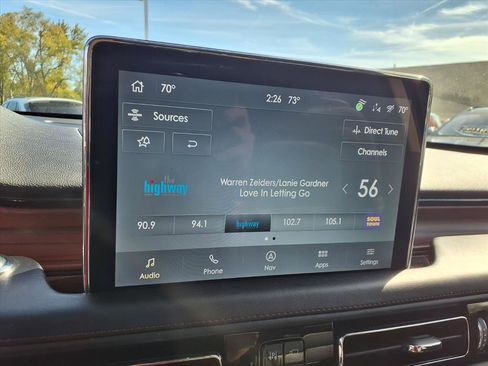 70°
2:26 73°
70°
Sources
Direct Tune
Channels
the
highway
Warren Zeiders/Lanie Gardner
Love In Letting Go
56
90.9
94.1
highway
102.7
105.1
SOUL
TOWN
Audio
Phone
Nav
Apps
Settings